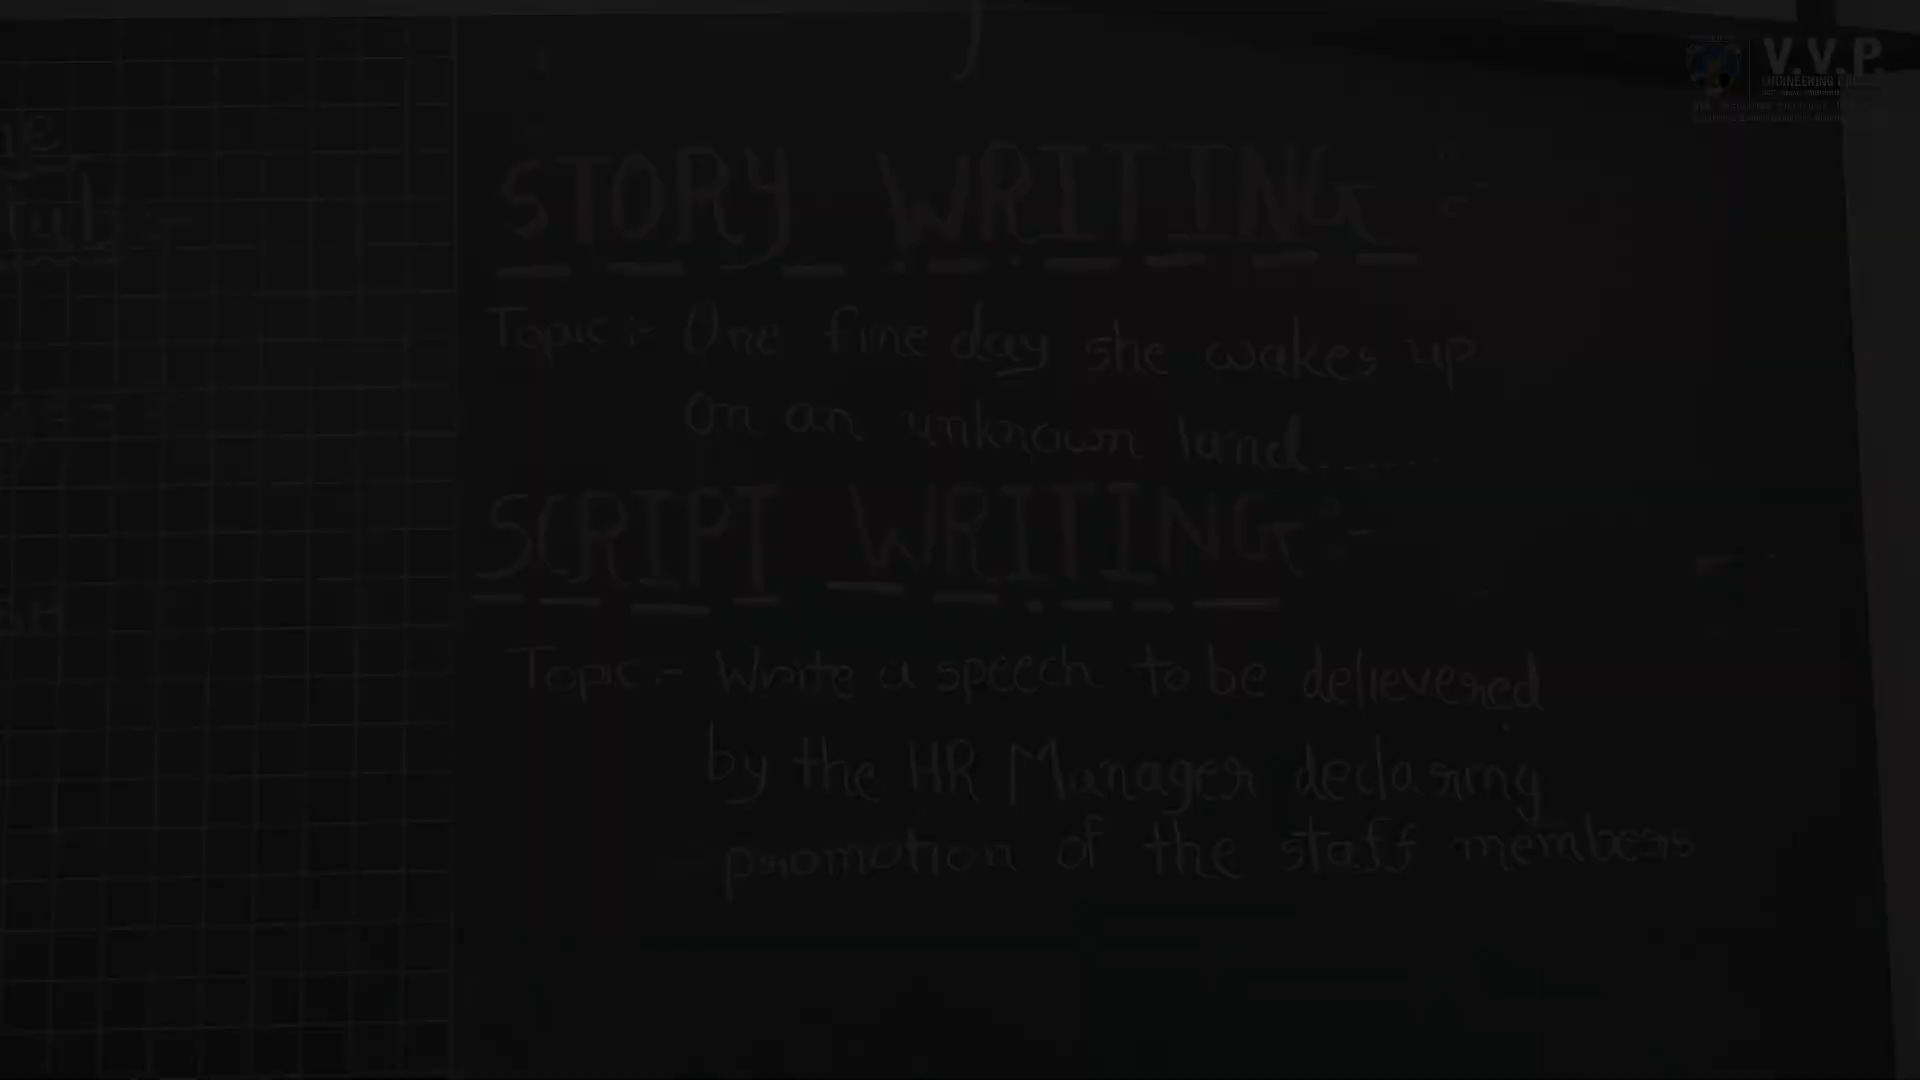 V.V.P.
ENGINEERING
STORY WRITING :-
Topic :- One fine day she wakes up
On an unknown land.......
SCRIPT WRITING :-
Topic :- Write a speech to be delievered
by the HR Manager declaring
promotion of the staff members